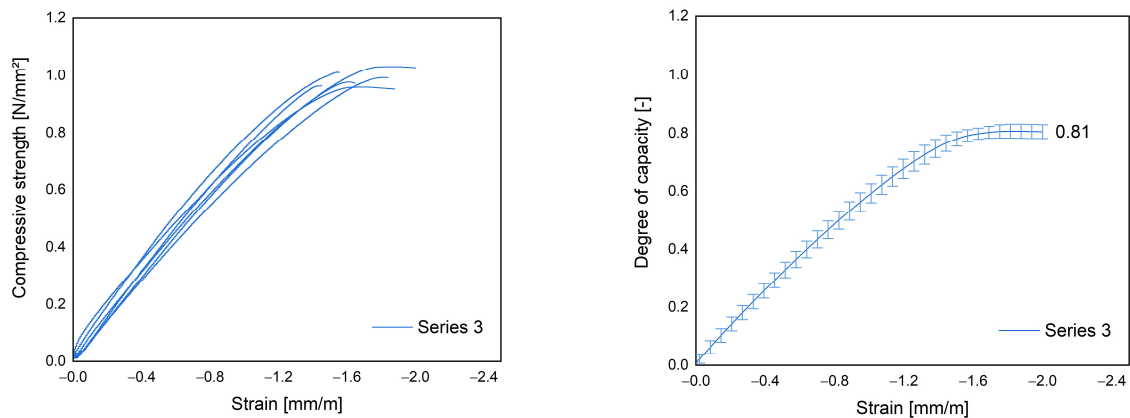 1.2
1.0
0.8
0.6
0.4
0.2
0.0
Compressive strength [N/mm²]
Series 3
–0.0 –0.4 –0.8 –1.2 –1.6 –2.0 –2.4
Strain [mm/m]
1.2
1.0
0.8
0.6
0.4
0.2
0.0
Degree of capacity [-]
0.81
Series 3
–0.0 –0.4 –0.8 –1.2 –1.6 –2.0 –2.4
Strain [mm/m]